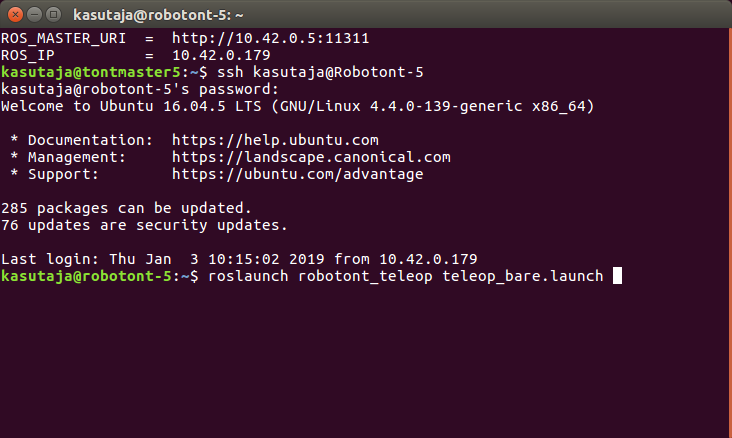 kasutaja@robotont-5: ~
ROS_MASTER_URI  =  http://10.42.0.5:11311
ROS_IP          =  10.42.0.179
kasutaja@tontmaster5:~$ ssh kasutaja@Robotont-5
kasutaja@robotont-5's password:
Welcome to Ubuntu 16.04.5 LTS (GNU/Linux 4.4.0-139-generic x86_64)
 * Documentation:  https://help.ubuntu.com
 * Management:     https://landscape.canonical.com
 * Support:        https://ubuntu.com/advantage
285 packages can be updated.
76 updates are security updates.
Last login: Thu Jan  3 10:15:02 2019 from 10.42.0.179
kasutaja@robotont-5:~$ roslaunch robotont_teleop teleop_bare.launch